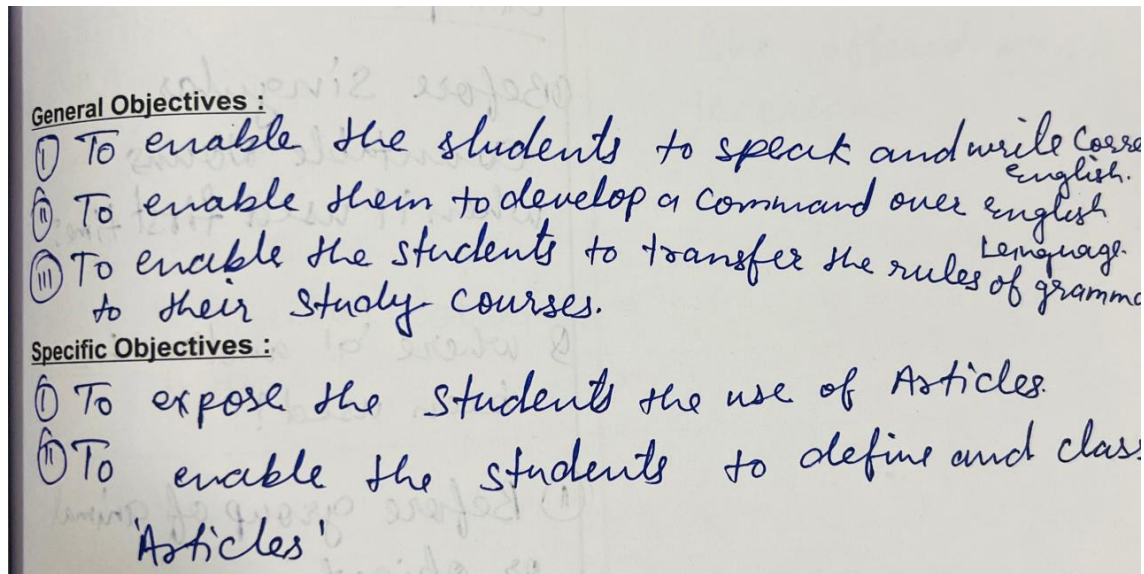 General Objectives :
(I) To enable the students to speak and write Corre
English.
(II) To enable them to develop a Command over English
Language.
(III) To enable the students to transfer the rules of gramma
to their study courses.
Specific Objectives :
(I) To expose the students the use of Articles.
(II) To enable the students to define and class
'Articles'